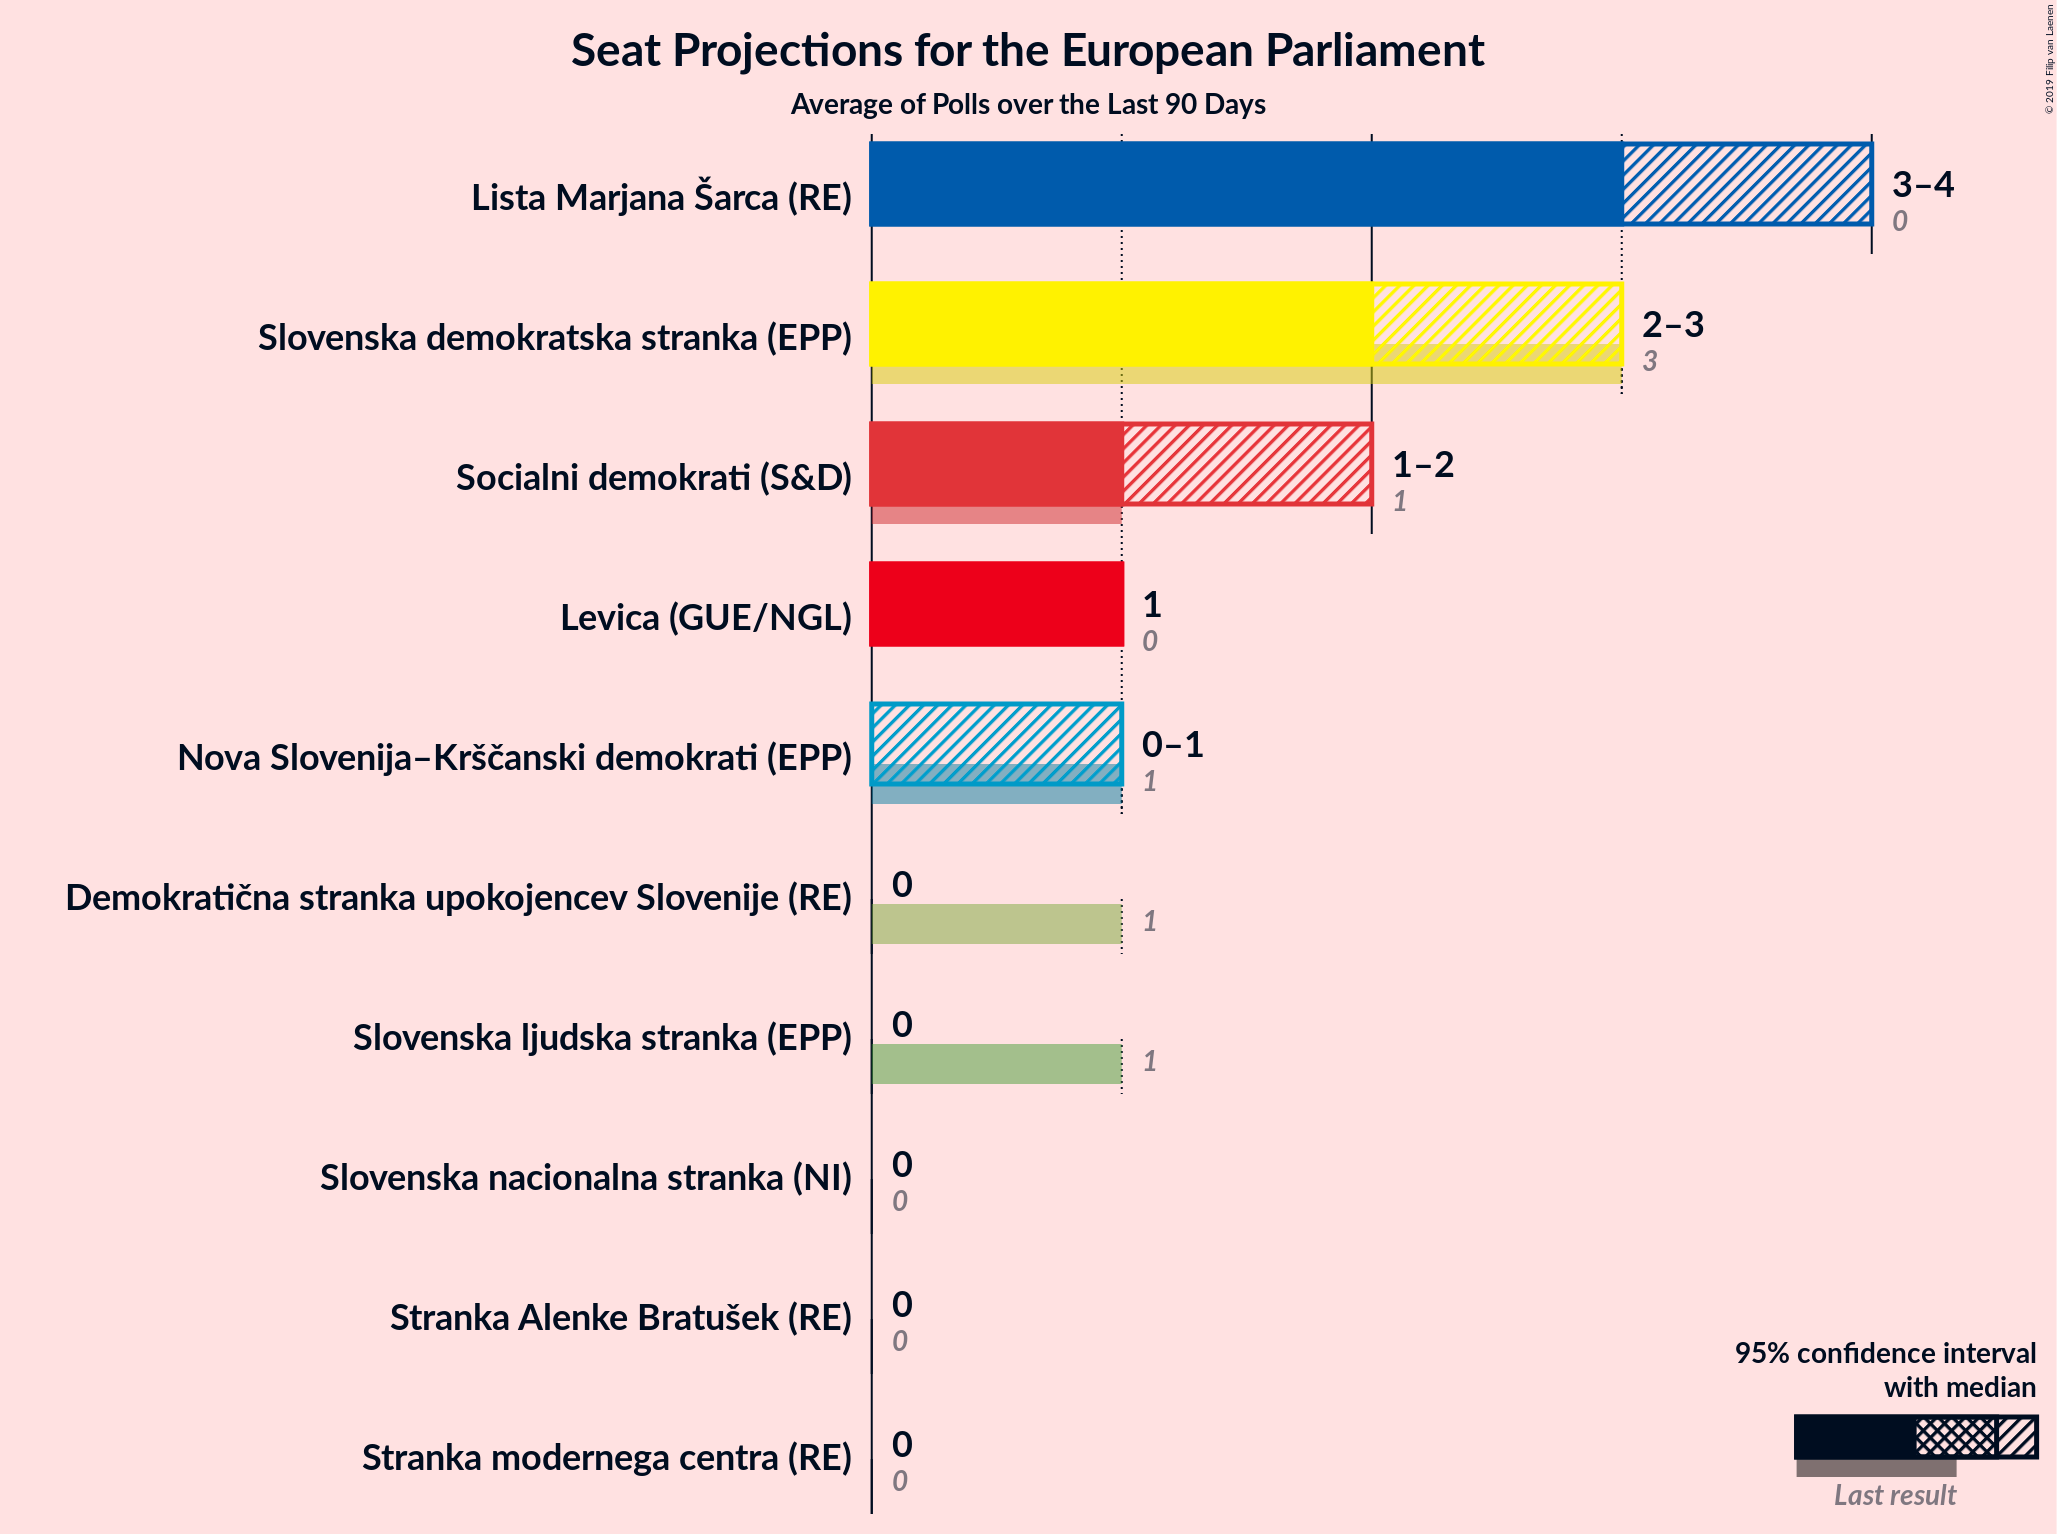 Seat Projections for the European Parliament
Average of Polls over the Last 90 Days
© 2019 Filip van Laenen
Lista Marjana Šarca (RE)
3–4
0
Slovenska demokratska stranka (EPP)
2–3
3
Socialni demokrati (S&D)
1–2
1
Levica (GUE/NGL)
1
0
Nova Slovenija–Krščanski demokrati (EPP)
0–1
1
Demokratična stranka upokojencev Slovenije (RE)
0
1
Slovenska ljudska stranka (EPP)
0
1
Slovenska nacionalna stranka (NI)
0
0
Stranka Alenke Bratušek (RE)
0
0
Stranka modernega centra (RE)
0
0
95% confidence interval
with median
Last result